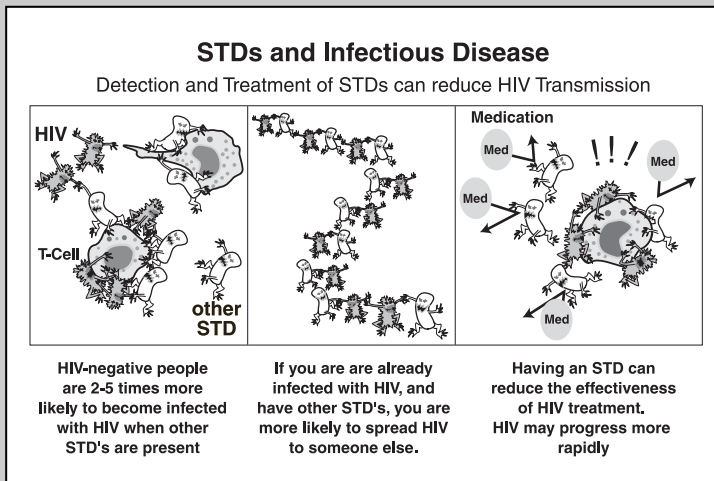 STDs and Infectious Disease
Detection and Treatment of STDs can reduce HIV Transmission
HIV
T-Cell
other
STD
Medication
Med
Med
Med
Med
! ! !
HIV-negative people
are 2-5 times more
likely to become infected
with HIV when other
STD's are present
If you are are already
infected with HIV, and
have other STD's, you are
more likely to spread HIV
to someone else.
Having an STD can
reduce the effectiveness
of HIV treatment.
HIV may progress more
rapidly